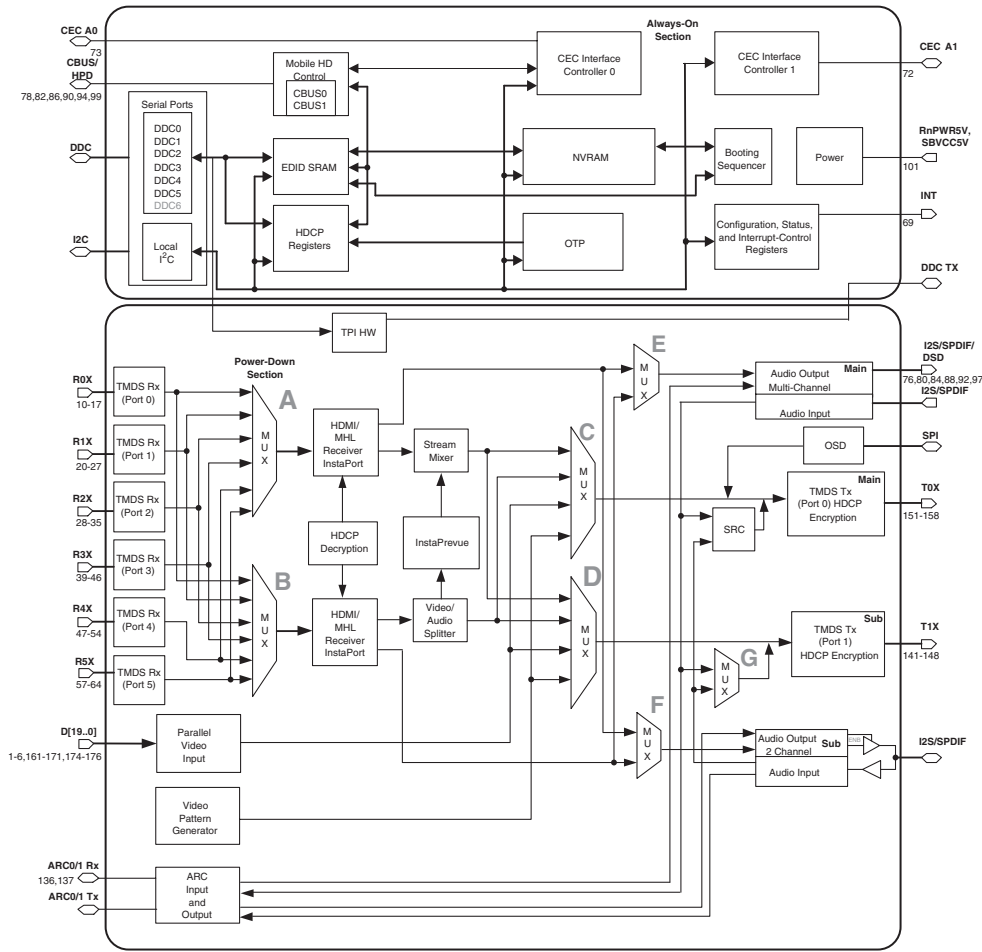 CEC A0
73
Always-On
Section
CEC Interface
Controller 0
CEC Interface
Controller 1
CEC A1
72
CBUS/
HPD
78,82,86,90,94,99
Mobile HD
Control
CBUS0
CBUS1
Serial Ports
DDC0
DDC1
DDC2
DDC3
DDC4
DDC5
DDC6
DDC
EDID SRAM
NVRAM
Booting
Sequencer
Power
RnPWR5V,
SBVCC5V
101
INT
69
I2C
Local
I2C
HDCP
Registers
OTP
Configuration, Status,
and Interrupt-Control
Registers
DDC TX
TPI HW
Power-Down
Section
R0X
10-17
TMDS Rx
(Port 0)
R1X
20-27
TMDS Rx
(Port 1)
R2X
28-35
TMDS Rx
(Port 2)
R3X
39-46
TMDS Rx
(Port 3)
R4X
47-54
TMDS Rx
(Port 4)
R5X
57-64
TMDS Rx
(Port 5)
A
M
U
X
B
M
U
X
HDMI/
MHL
Receiver
InstaPort
HDCP
Decryption
HDMI/
MHL
Receiver
InstaPort
Stream
Mixer
InstaPrevue
Video/
Audio
Splitter
C
M
U
X
D
M
U
X
E
M
U
X
F
M
U
X
G
M
U
X
Main
Audio Output
Multi-Channel
Audio Input
I2S/SPDIF/
DSD
76,80,84,88,92,97
I2S/SPDIF
OSD
SPI
Main
TMDS Tx
(Port 0) HDCP
Encryption
T0X
151-158
SRC
Sub
TMDS Tx
(Port 1)
HDCP Encryption
T1X
141-148
Audio Output
2 Channel
Sub
Audio Input
ENB
I2S/SPDIF
D[19..0]
1-6,161-171,174-176
Parallel
Video
Input
Video
Pattern
Generator
ARC0/1 Rx
136,137
ARC0/1 Tx
ARC
Input
and
Output